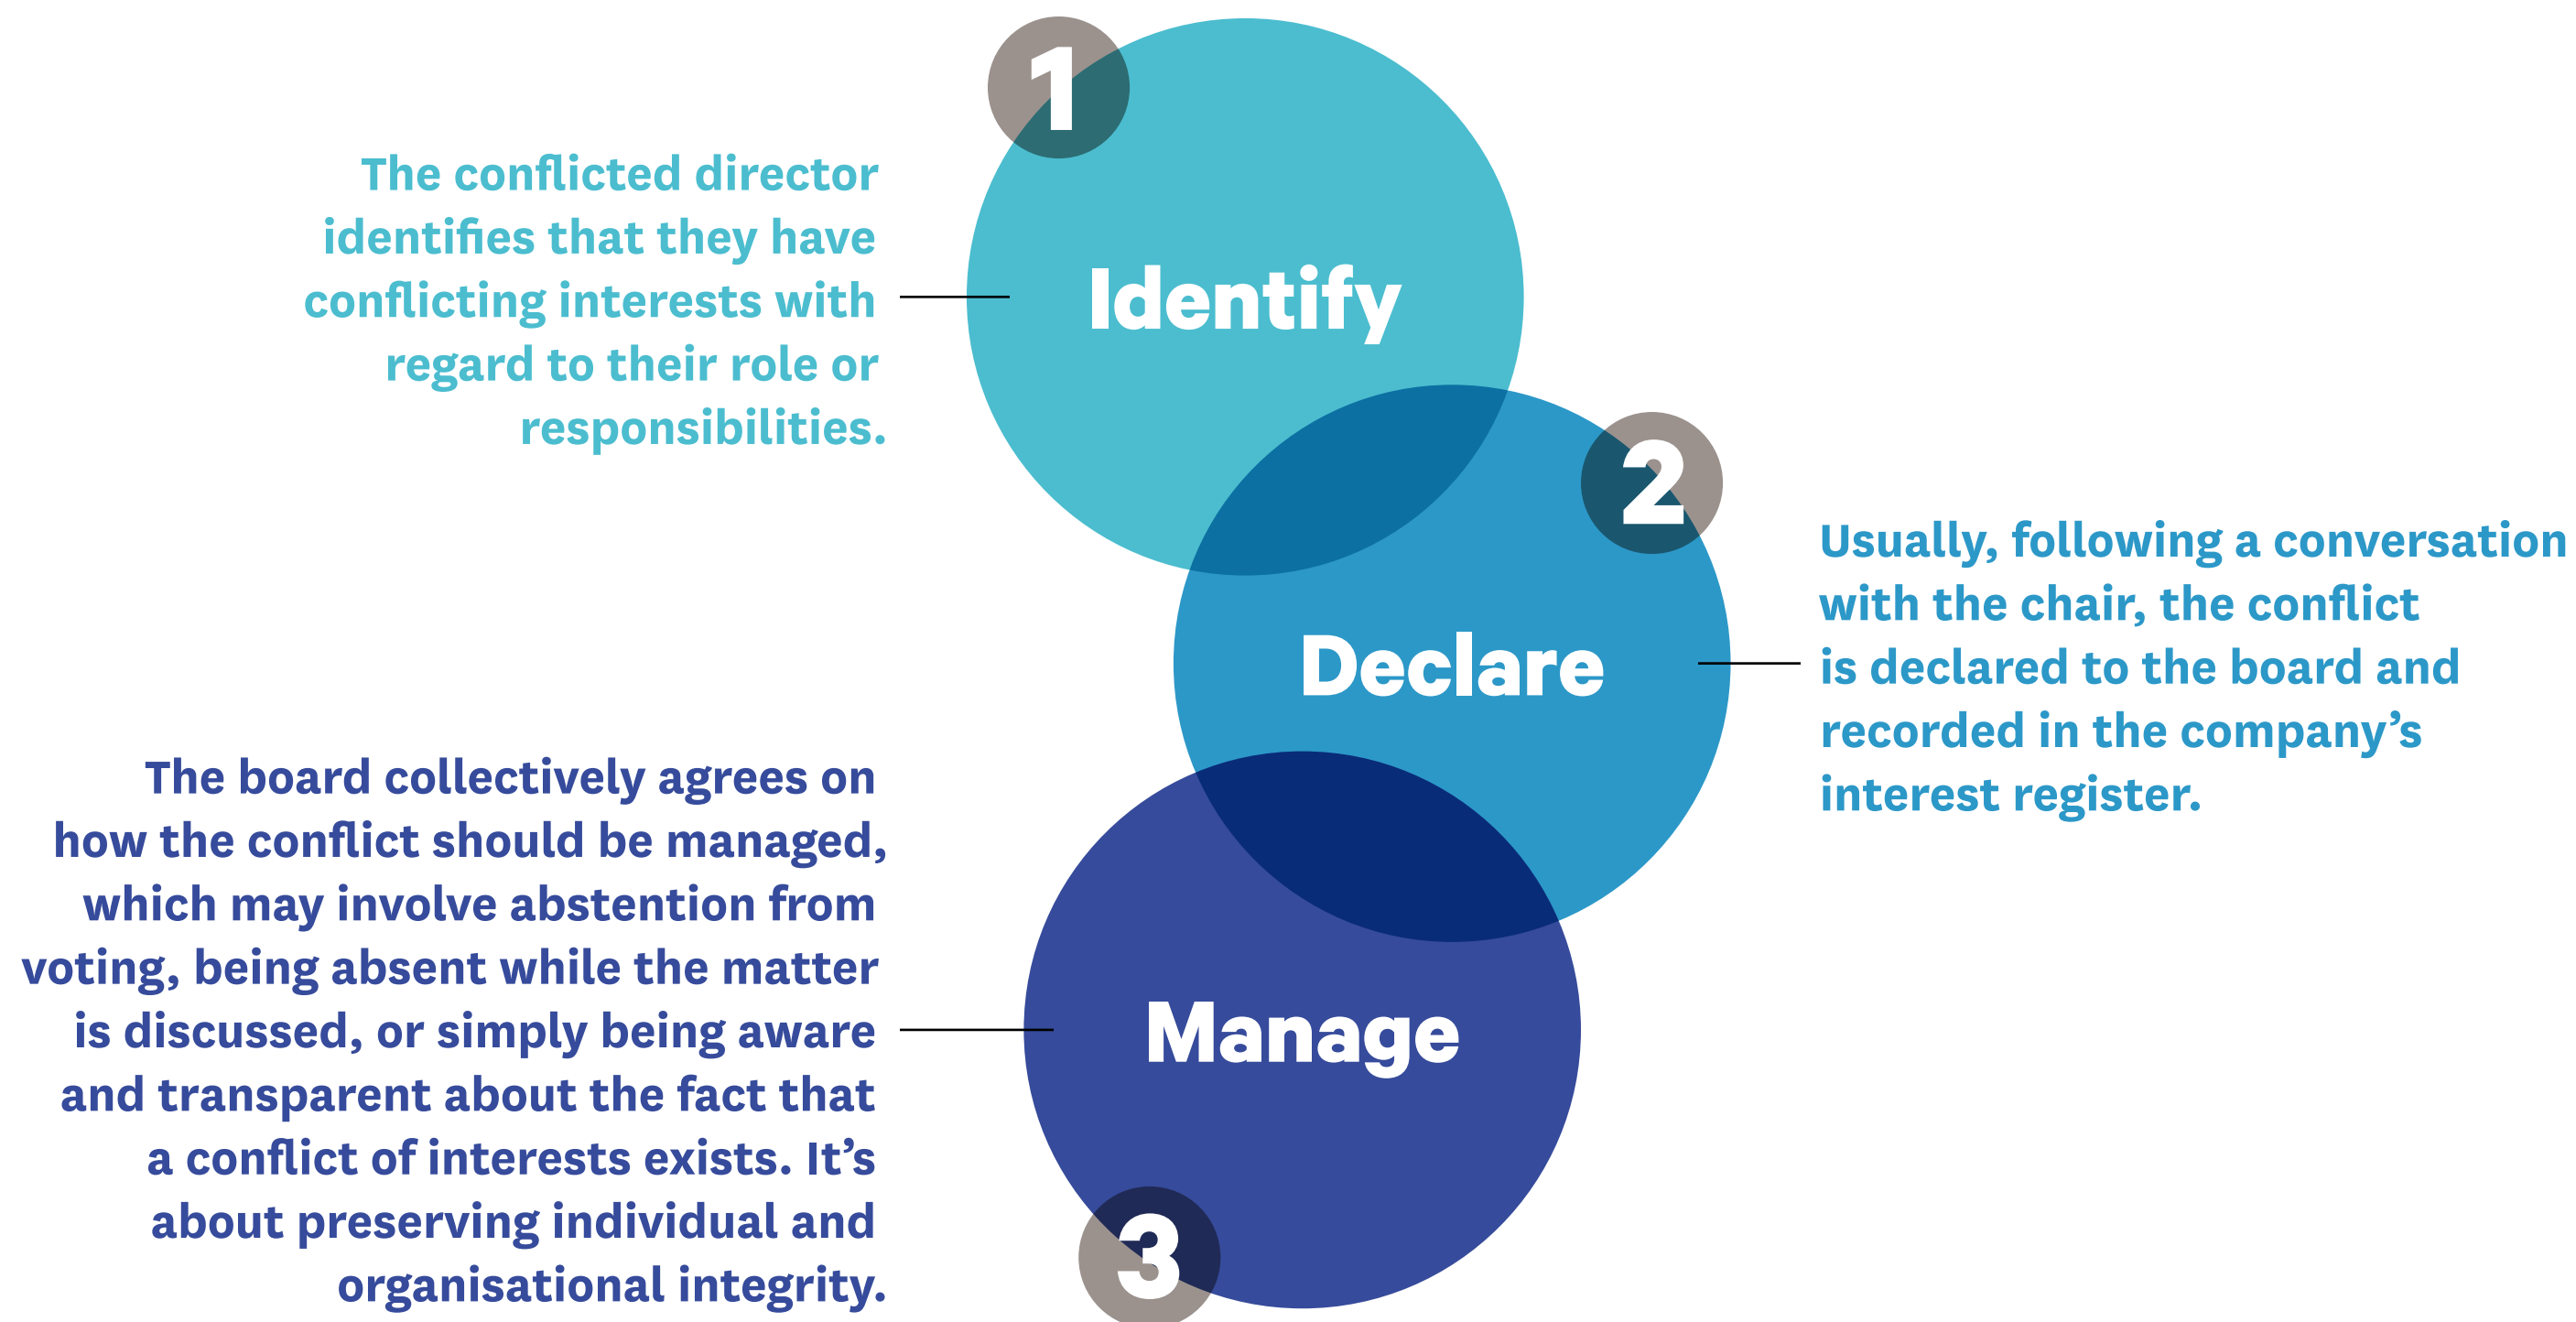 1
The conflicted director
identifies that they have
conflicting interests with
regard to their role or
responsibilities.
Identify
2
Declare
Usually, following a conversation
with the chair, the conflict
is declared to the board and
recorded in the company’s
interest register.
The board collectively agrees on
how the conflict should be managed,
which may involve abstention from
voting, being absent while the matter
is discussed, or simply being aware
and transparent about the fact that
a conflict of interests exists. It’s
about preserving individual and
organisational integrity.
Manage
3